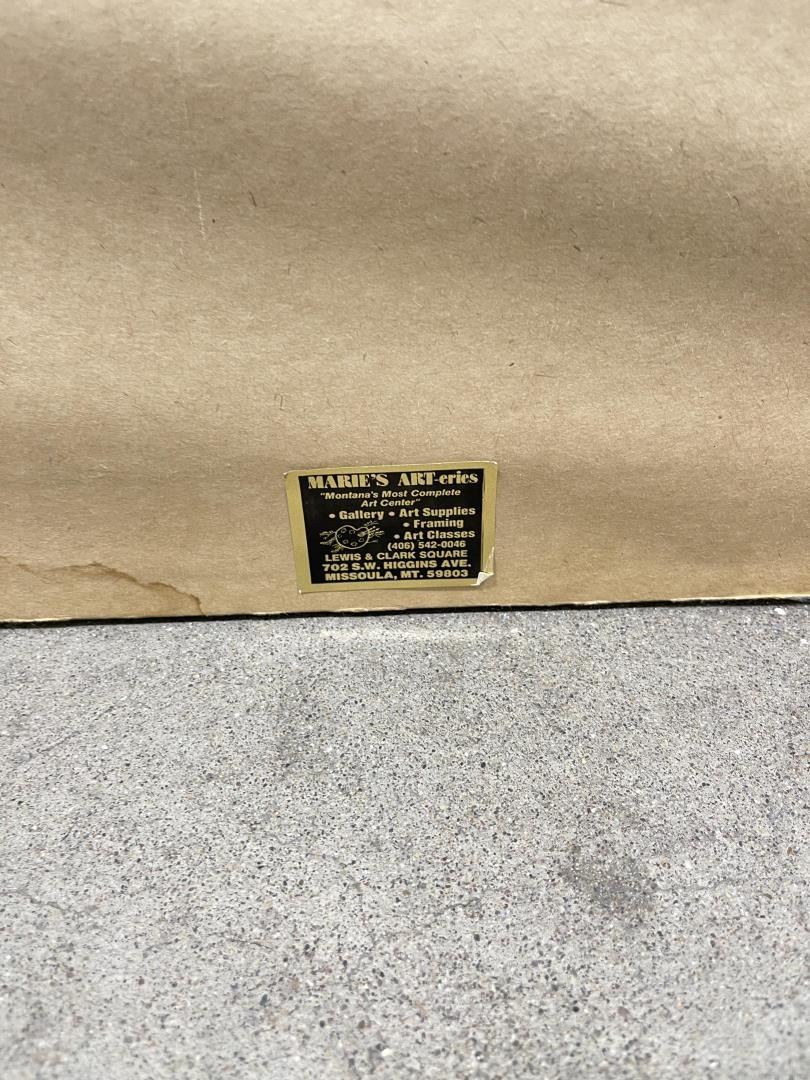 MARIE'S ART-eries
"Montana's Most Complete
Art Center"
• Gallery • Art Supplies
• Framing
• Art Classes
(406) 542-0046
LEWIS & CLARK SQUARE
702 S.W. HIGGINS AVE.
MISSOULA, MT. 59803